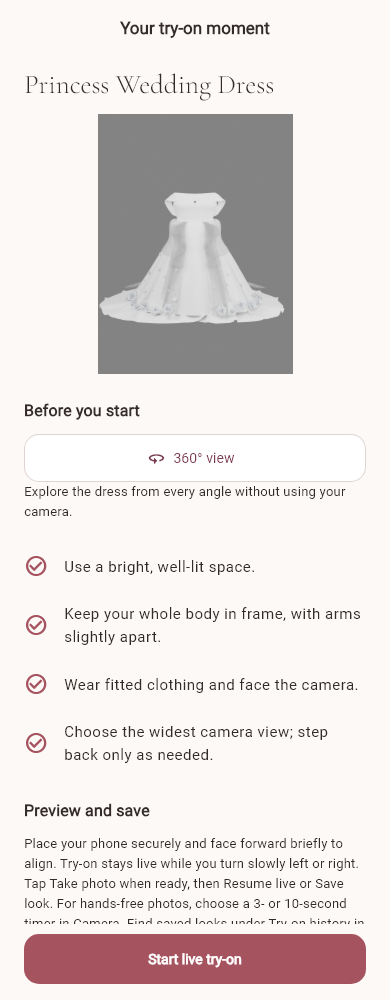 Your try-on moment
Princess Wedding Dress
Before you start
360° view
Explore the dress from every angle without using your
camera.
Use a bright, well-lit space.
Keep your whole body in frame, with arms
slightly apart.
Wear fitted clothing and face the camera.
Choose the widest camera view; step
back only as needed.
Preview and save
Place your phone securely and face forward briefly to
align. Try-on stays live while you turn slowly left or right.
Tap Take photo when ready, then Resume live or Save
look. For hands-free photos, choose a 3- or 10-second
timer in Camera. Find saved looks under Try-on history in
Start live try-on